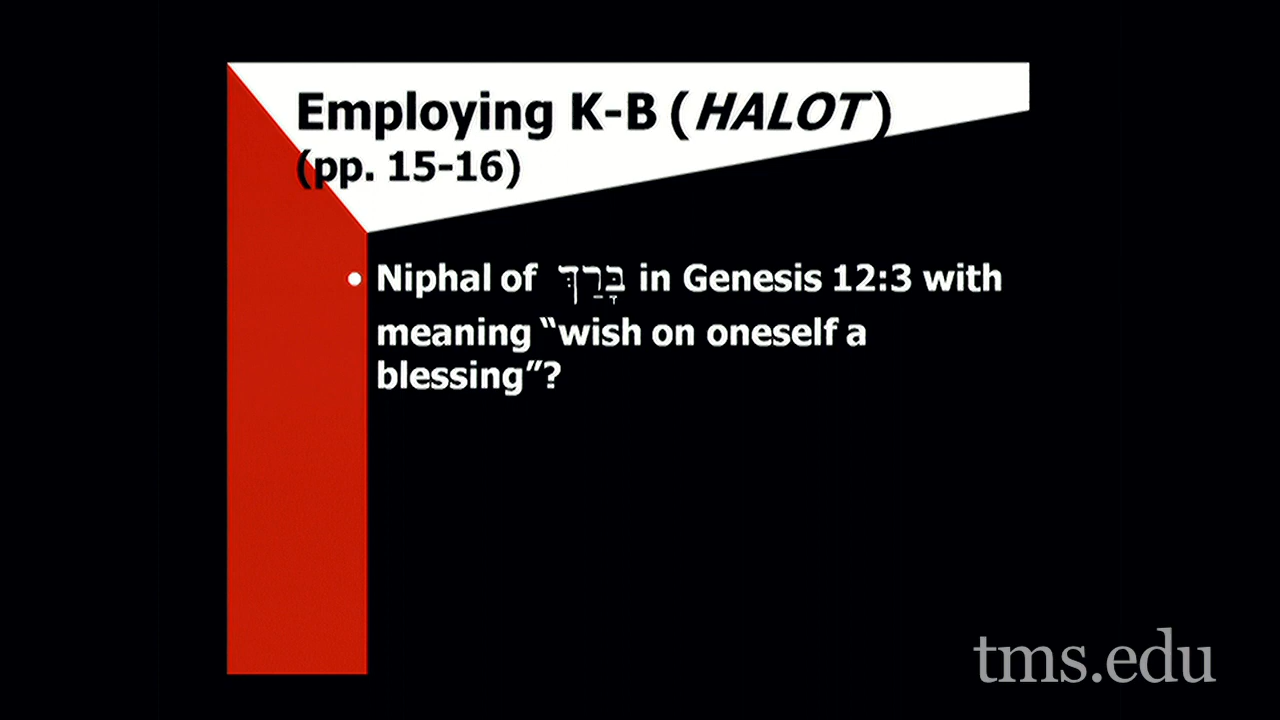 Employing K-B (HALOT)
(pp. 15-16)
• Niphal of בָּרַךְ in Genesis 12:3 with
meaning “wish on oneself a
blessing”?
tms.edu